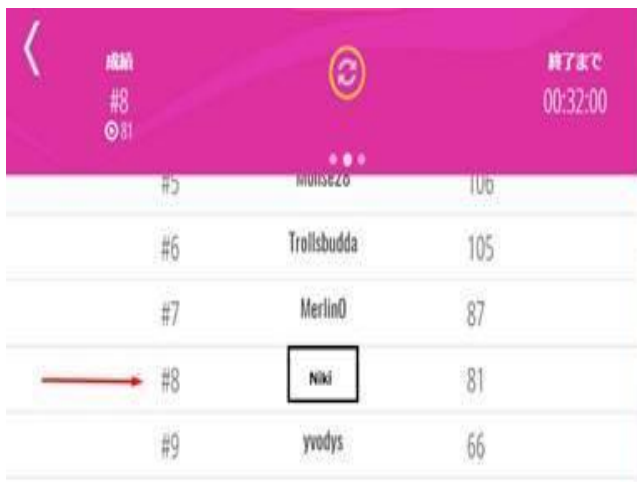 成績
終了まで
#8
00:32:00
81
#5 106
#6 Trollsbudda 105
#7 Merlin0 87
#8 Niki 81
#9 yvodys 66